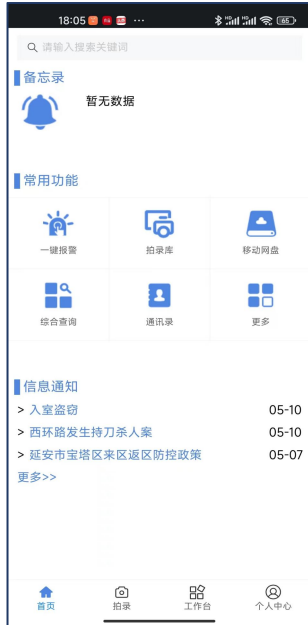 18:05 ... 65
请输入搜索关键词
备忘录
暂无数据
常用功能
一键报警 拍录库 移动网盘
综合查询 通讯录 更多
信息通知
> 入室盗窃 05-10
> 西环路发生持刀杀人案 05-10
> 延安市宝塔区来区返区防控政策 05-07
更多>>
首页 拍录 工作台 个人中心